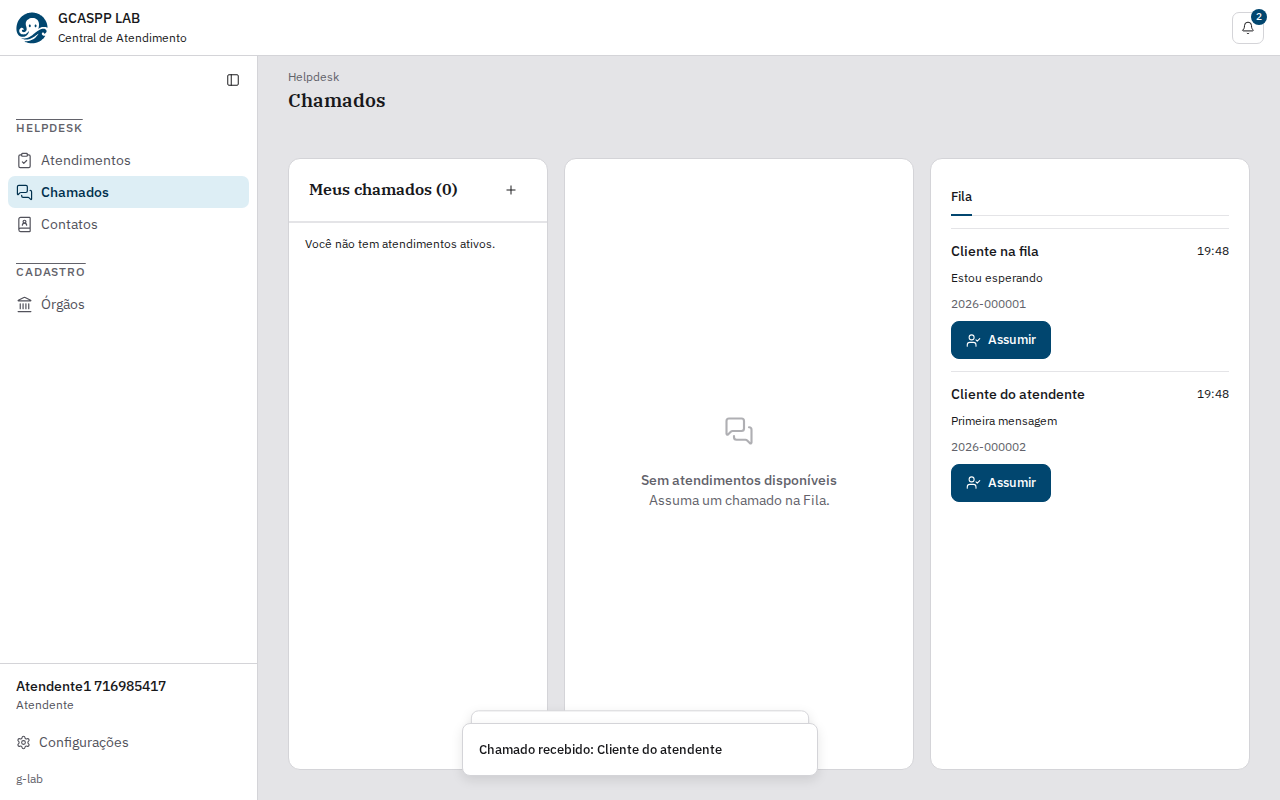 GCASPP LAB
Central de Atendimento
2
HELPDESK
Atendimentos
Chamados
Contatos
CADASTRO
Órgãos
Atendente1 716985417
Atendente
Configurações
g-lab
Helpdesk
Chamados
Meus chamados (0)
Você não tem atendimentos ativos.
Sem atendimentos disponíveis
Assuma um chamado na Fila.
Fila
Cliente na fila 19:48
Estou esperando
2026-000001
Assumir
Cliente do atendente 19:48
Primeira mensagem
2026-000002
Assumir
Chamado recebido: Cliente do atendente